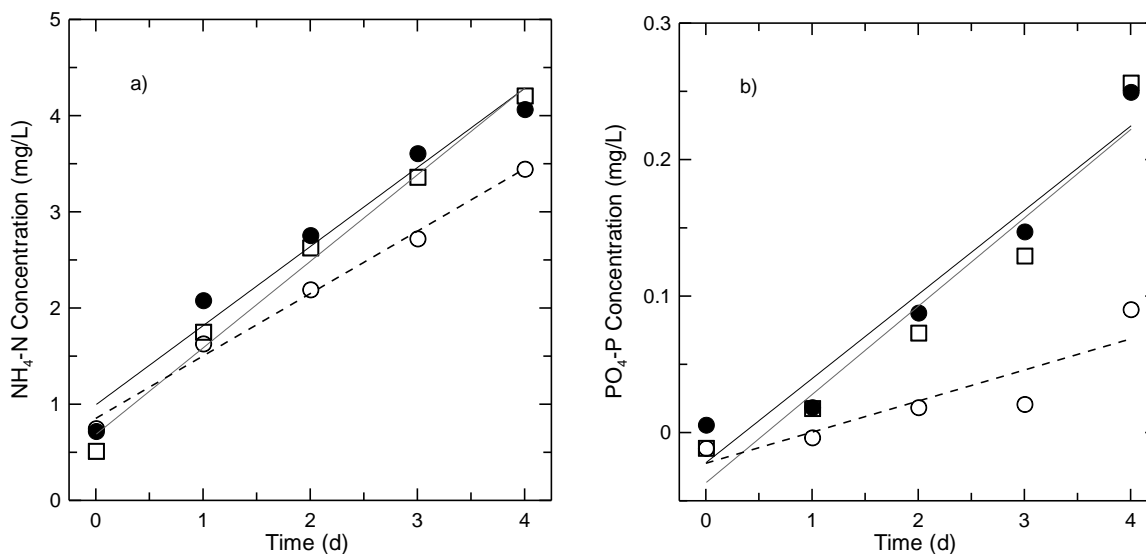 a)
NH₄-N Concentration (mg/L)
5
4
3
2
1
0
0 1 2 3 4
Time (d)
b)
PO₄-P Concentration (mg/L)
0.3
0.2
0.1
0
0 1 2 3 4
Time (d)